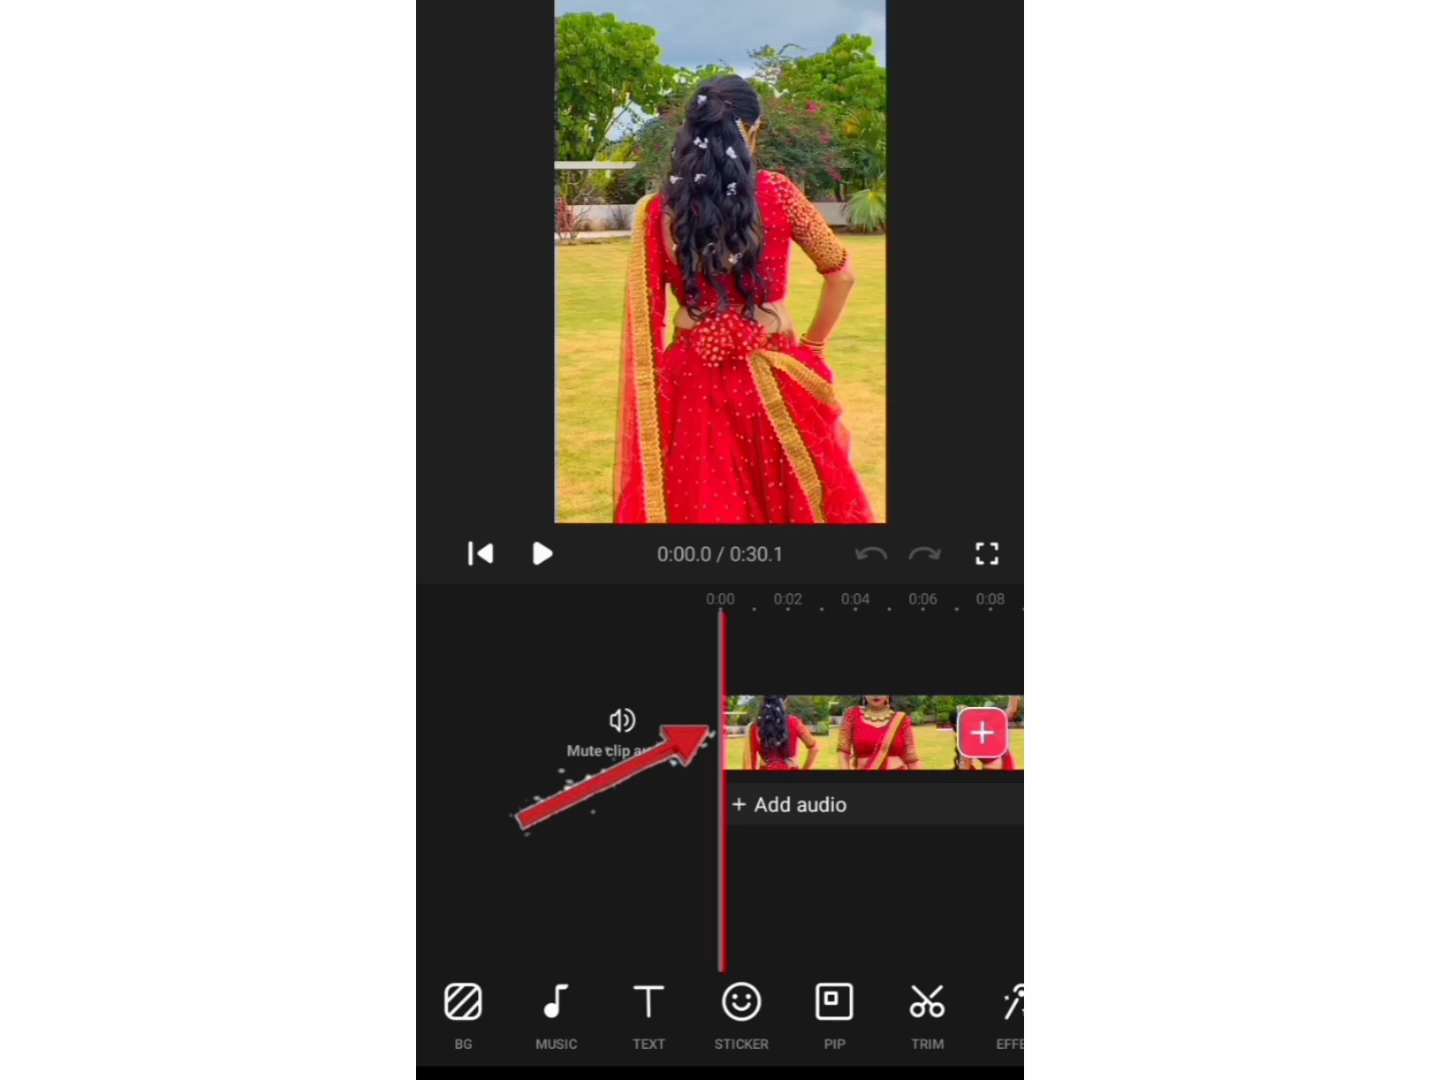 0:00.0 / 0:30.1
0:00 0:02 0:04 0:06 0:08
Mute clip
+ Add audio
BG MUSIC TEXT STICKER PIP TRIM EFFE